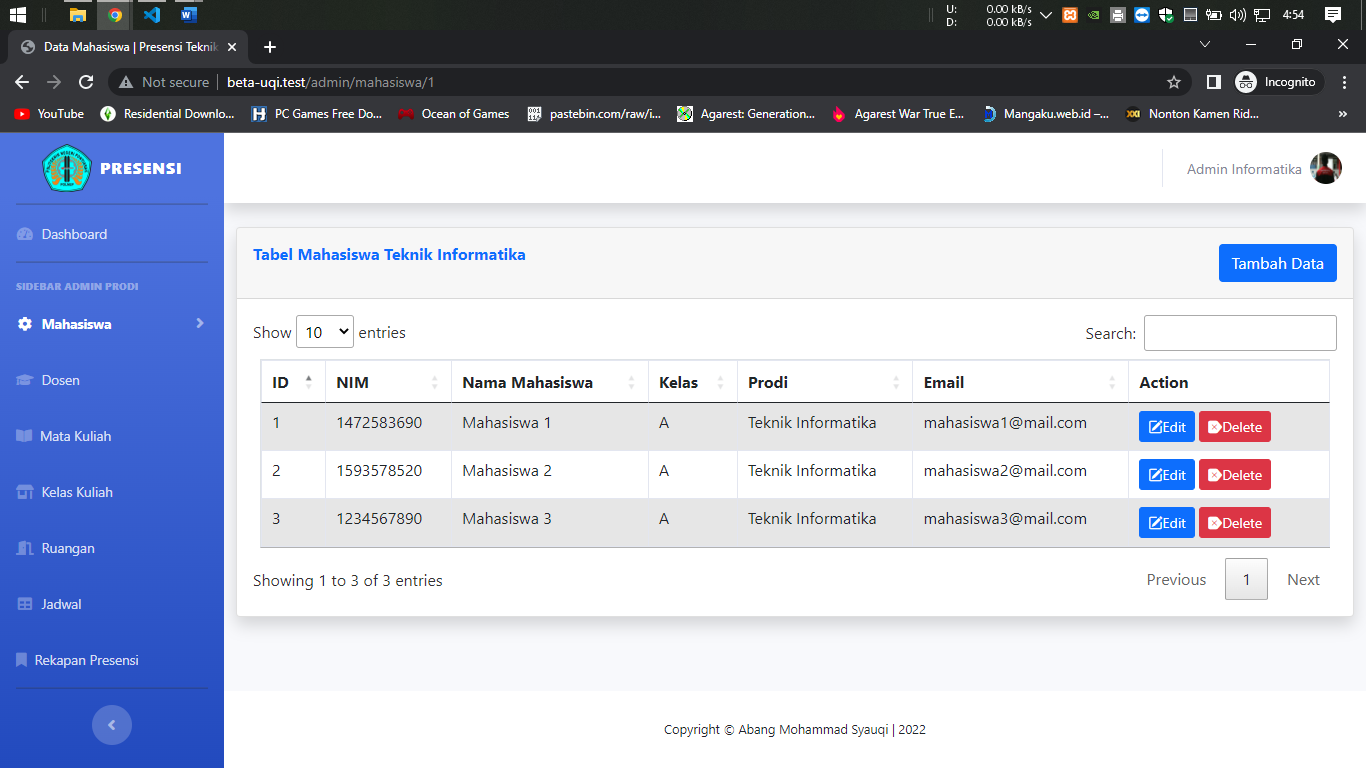 U: 0.00 kB/s
D: 0.00 kB/s
4:54
Data Mahasiswa | Presensi Teknik
Not secure | beta-uqi.test/admin/mahasiswa/1
Incognito
YouTube
Residential Downlo...
PC Games Free Do...
Ocean of Games
pastebin.com/raw/i...
Agarest: Generation...
Agarest War True E...
Mangaku.web.id –...
Nonton Kamen Rid...
»
PRESENSI
Admin Informatika
Dashboard
SIDEBAR ADMIN PRODI
Mahasiswa
Dosen
Mata Kuliah
Kelas Kuliah
Ruangan
Jadwal
Rekapan Presensi
Tabel Mahasiswa Teknik Informatika
Tambah Data
Show 10 entries
Search:
ID NIM Nama Mahasiswa Kelas Prodi Email Action
1 1472583690 Mahasiswa 1 A Teknik Informatika mahasiswa1@mail.com Edit Delete
2 1593578520 Mahasiswa 2 A Teknik Informatika mahasiswa2@mail.com Edit Delete
3 1234567890 Mahasiswa 3 A Teknik Informatika mahasiswa3@mail.com Edit Delete
Showing 1 to 3 of 3 entries
Previous 1 Next
Copyright © Abang Mohammad Syauqi | 2022